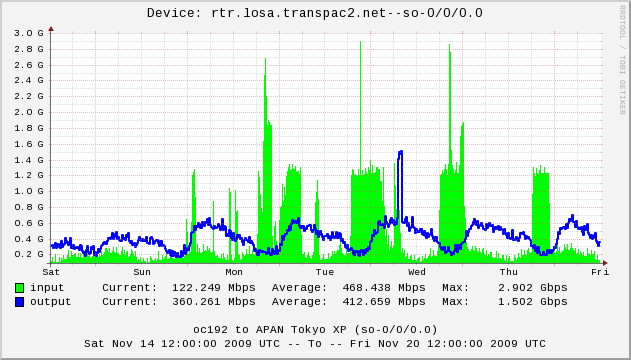 Device: rtr.losa.transpac2.net--so-0/0/0.0
RRDTOOL / TOBI OETIKER
3.0 G
2.8 G
2.6 G
2.4 G
2.2 G
2.0 G
1.8 G
1.6 G
1.4 G
1.2 G
1.0 G
0.8 G
0.6 G
0.4 G
0.2 G
Sat Sun Mon Tue Wed Thu Fri
input Current: 122.249 Mbps Average: 468.438 Mbps Max: 2.902 Gbps
output Current: 360.261 Mbps Average: 412.659 Mbps Max: 1.502 Gbps
oc192 to APAN Tokyo XP (so-0/0/0.0)
Sat Nov 14 12:00:00 2009 UTC -- To -- Fri Nov 20 12:00:00 2009 UTC